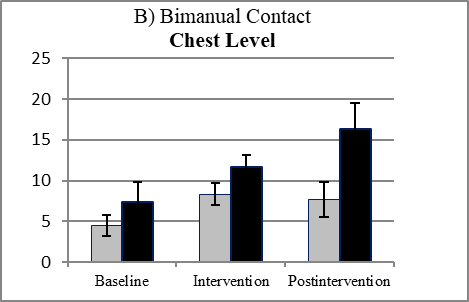 B) Bimanual Contact
Chest Level
25
20
15
10
5
0
Baseline Intervention Postintervention